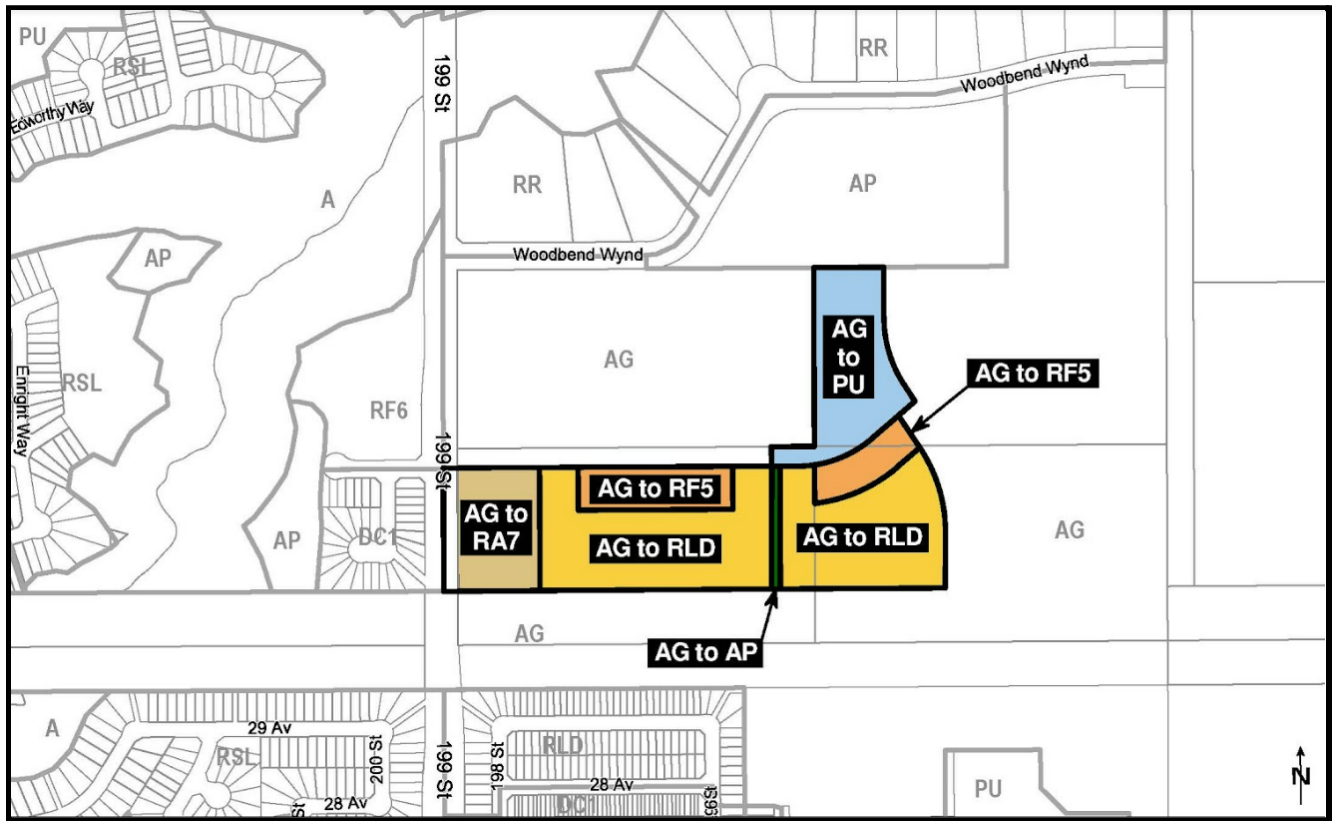 PU
RSL
199 St
RR
Woodbend Wynd
Edworthy Way
RR
AP
A
AP
Woodbend Wynd
AG
to
PU
AG
AG to RF5
RSL
RF6
Enright Way
199 St
AG to RF5
AG to
RA7
AG to RLD
AG to RLD
AP
DC1
AG
AG
AG to AP
A
29 Av
RSL
200 St
199 St
198 St
RLD
28 Av
28 Av
St
DC1
PU
N